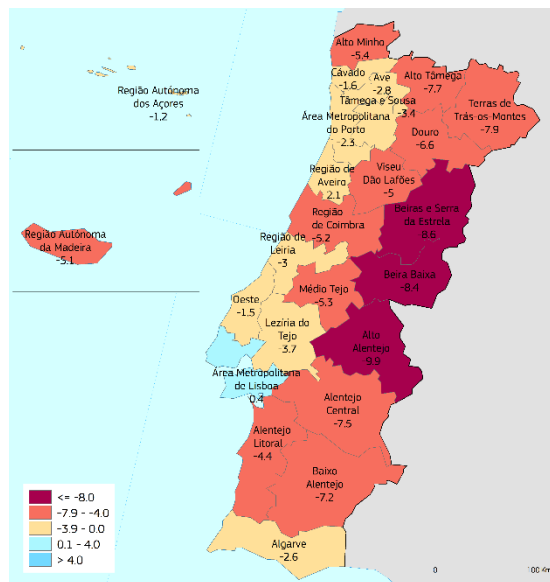 Alto Minho
-5.4
Cávado
-1.6
Ave
-2.8
Alto Tâmega
-7.7
Terras de
Trás-os-Montes
-7.9
Tâmega e Sousa
-3.4
Área Metropolitana
do Porto
-2.3
Douro
-6.6
Região Autónoma
dos Açores
-1,2
Região de
Aveiro
2.1
Viseu
Dão Lafões
-5
Beiras e Serra
da Estrela
-8.6
Região
de Coimbra
-5.2
Região Autónoma
da Madeira
-5.1
Região de
Leiria
-3
Beira Baixa
-8.4
Médio Tejo
-5.3
Oeste
-1.5
Lezíria do
Tejo
-3.7
Alto
Alentejo
-9.9
Área Metropolitana
de Lisboa
0.4
Alentejo
Central
-7.5
Alentejo
Litoral
-4.4
Baixo
Alentejo
-7.2
Algarve
-2.6
<= -8.0
-7.9 - -4.0
-3.9 - 0.0
0.1 - 4.0
> 4.0
0